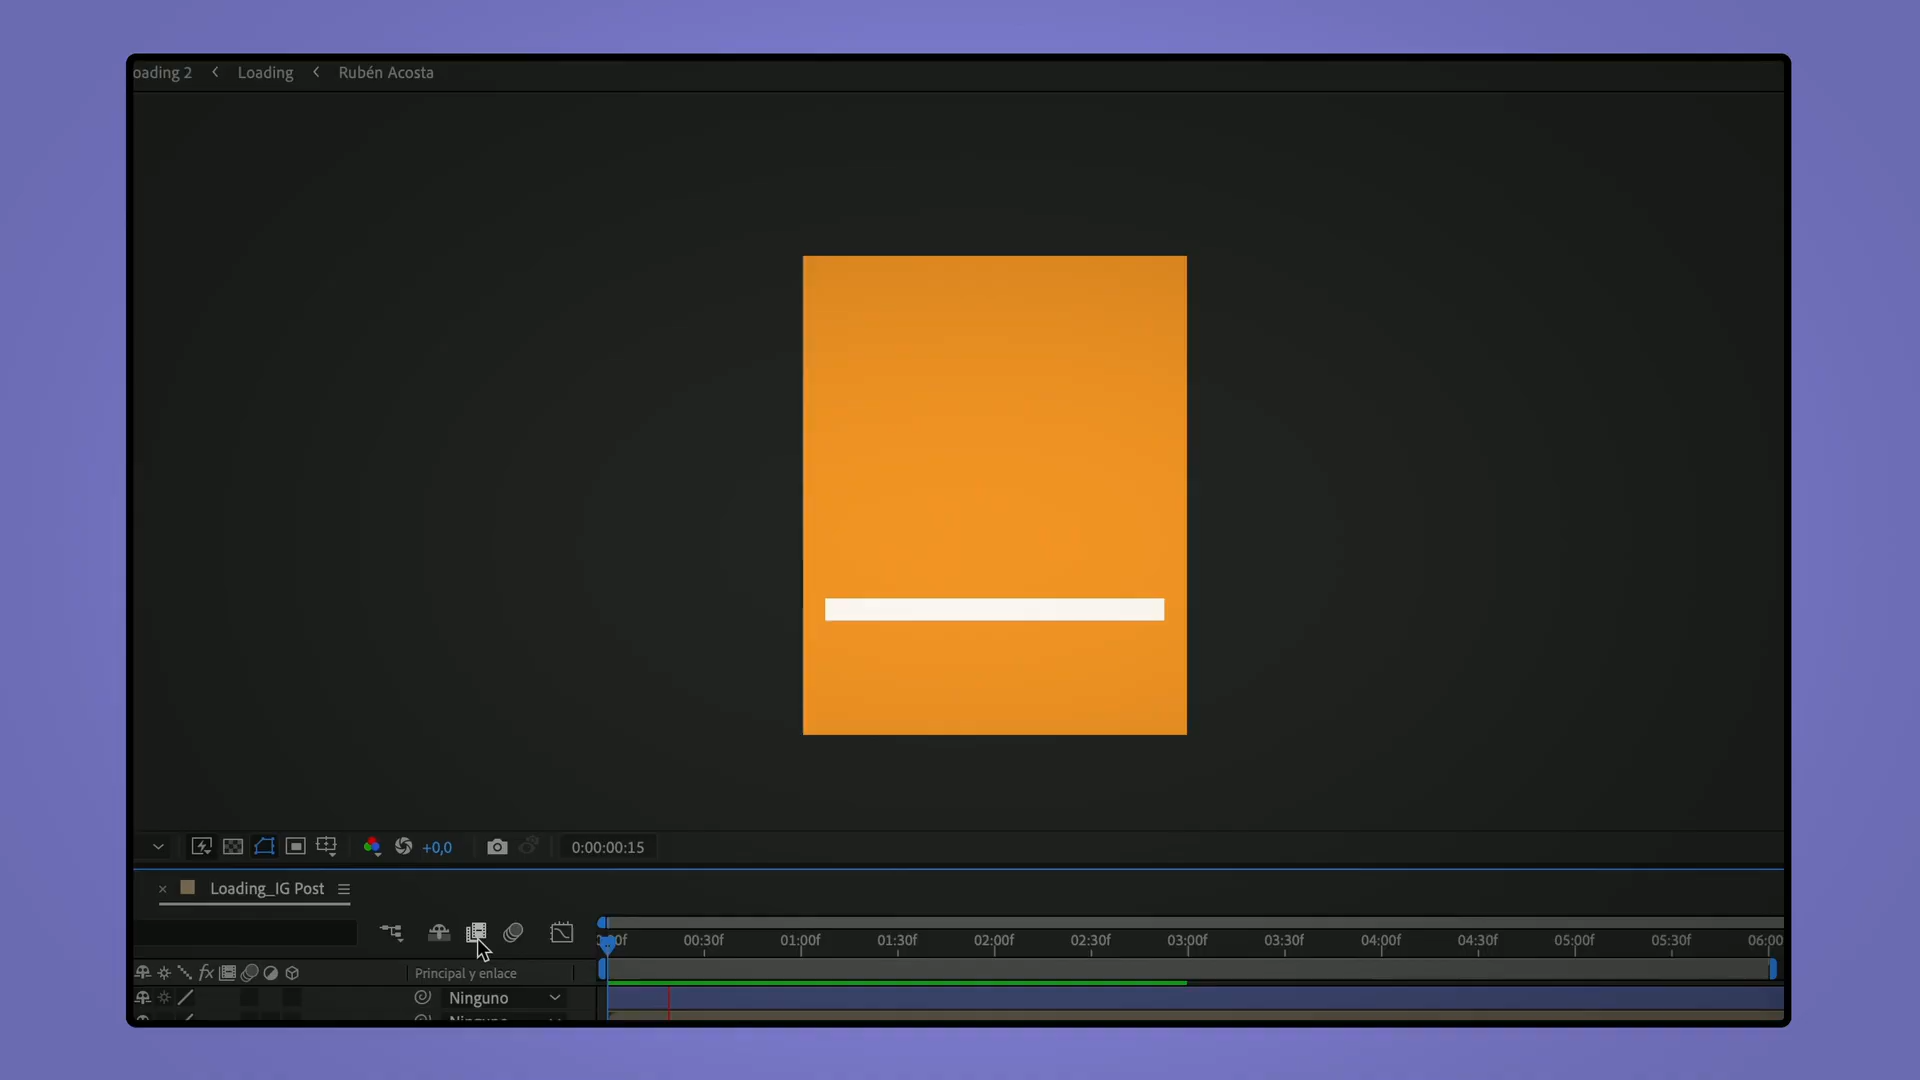 oading 2 < Loading < Rubén Acosta
+0,0 0:00:00:15
Loading_IG Post
00:30f 01:00f 01:30f 02:00f 02:30f 03:00f 03:30f 04:00f 04:30f 05:00f 05:30f 06:00
fx Principal y enlace
Ninguno